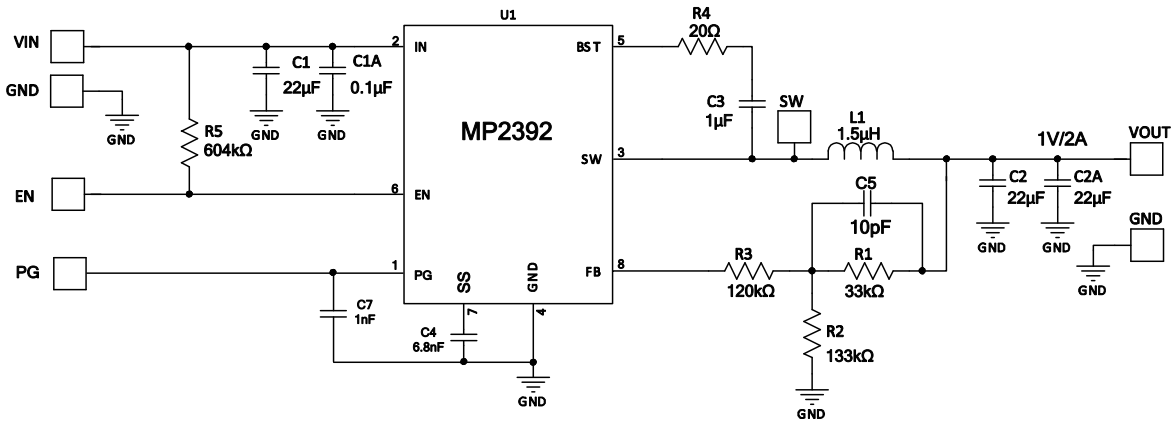 U1
MP2392
VIN
GND
GND
EN
PG
R5
604kΩ
C1
22µF
GND
C1A
0.1µF
GND
2
IN
6
EN
1
PG
SS
7
GND
4
BST
5
SW
3
FB
8
C7
1nF
C4
6.8nF
GND
R4
20Ω
C3
1µF
SW
L1
1.5µH
1V/2A
VOUT
C2
22µF
GND
C2A
22µF
GND
GND
GND
C5
10pF
R3
120kΩ
R1
33kΩ
R2
133kΩ
GND